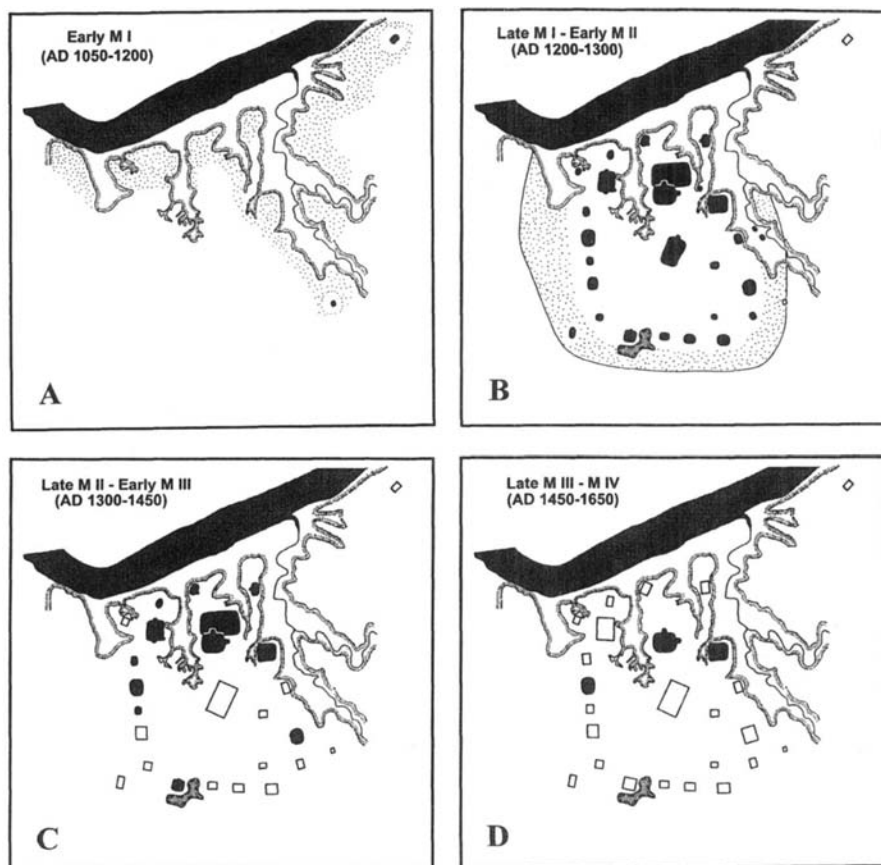 Early M I
(AD 1050-1200)
A
Late M I - Early M II
(AD 1200-1300)
B
Late M II - Early M III
(AD 1300-1450)
C
Late M III - M IV
(AD 1450-1650)
D